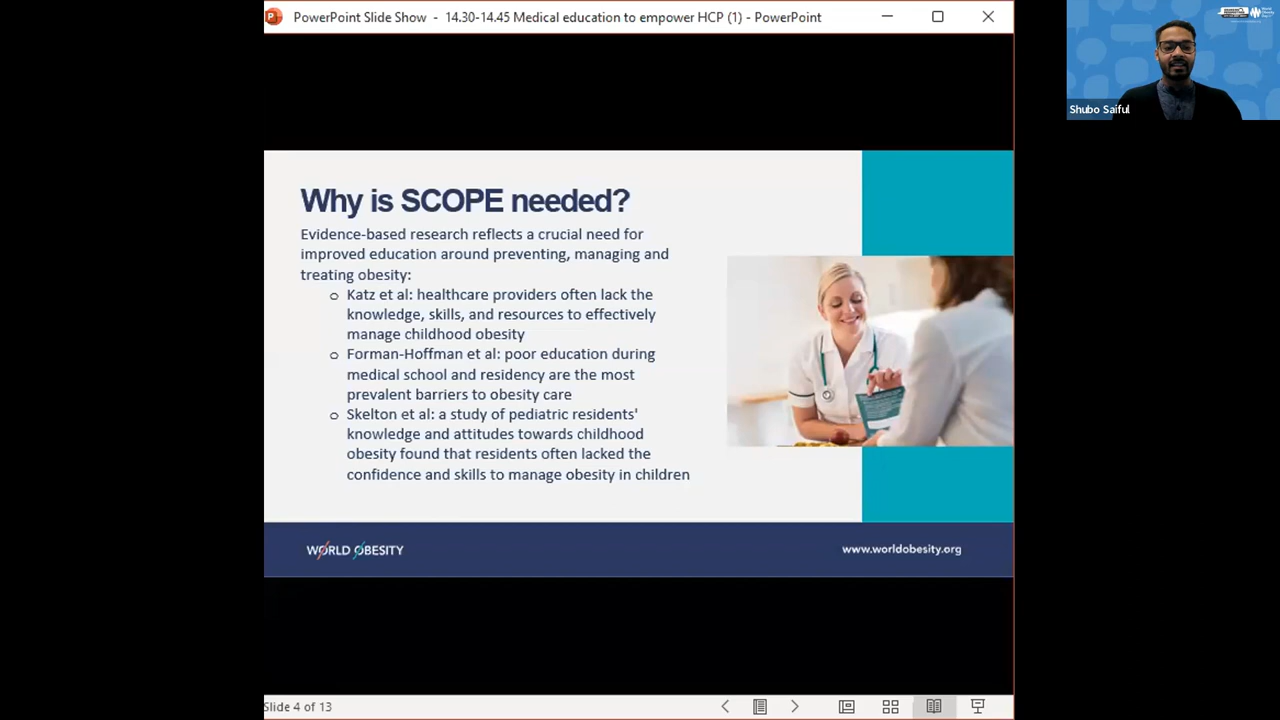 PowerPoint Slide Show - 14.30-14.45 Medical education to empower HCP (1) - PowerPoint
Shubo Saiful
Why is SCOPE needed?
Evidence-based research reflects a crucial need for
improved education around preventing, managing and
treating obesity:
o Katz et al: healthcare providers often lack the
knowledge, skills, and resources to effectively
manage childhood obesity
o Forman-Hoffman et al: poor education during
medical school and residency are the most
prevalent barriers to obesity care
o Skelton et al: a study of pediatric residents'
knowledge and attitudes towards childhood
obesity found that residents often lacked the
confidence and skills to manage obesity in children
WORLD OBESITY
www.worldobesity.org
Slide 4 of 13